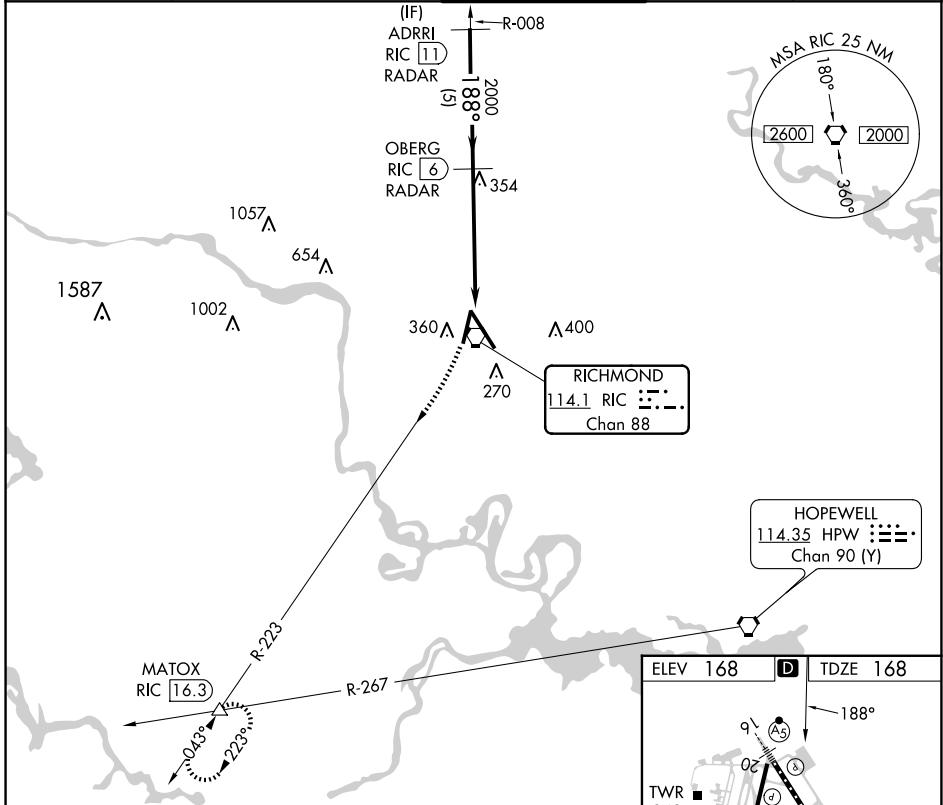 (IF)
ADRRI
RIC 11
RADAR
R-008
2000
188°
(5)
OBERG
RIC 6
RADAR
354
MSA RIC 25 NM
180°
2600
2000
360°
1057
654
1587
1002
360
400
270
RICHMOND
114.1 RIC
Chan 88
HOPEWELL
114.35 HPW
Chan 90 (Y)
R-223
MATOX
RIC 16.3
R-267
043°
223°
ELEV 168 D TDZE 168
188°
16
A5
20
P
P
TWR